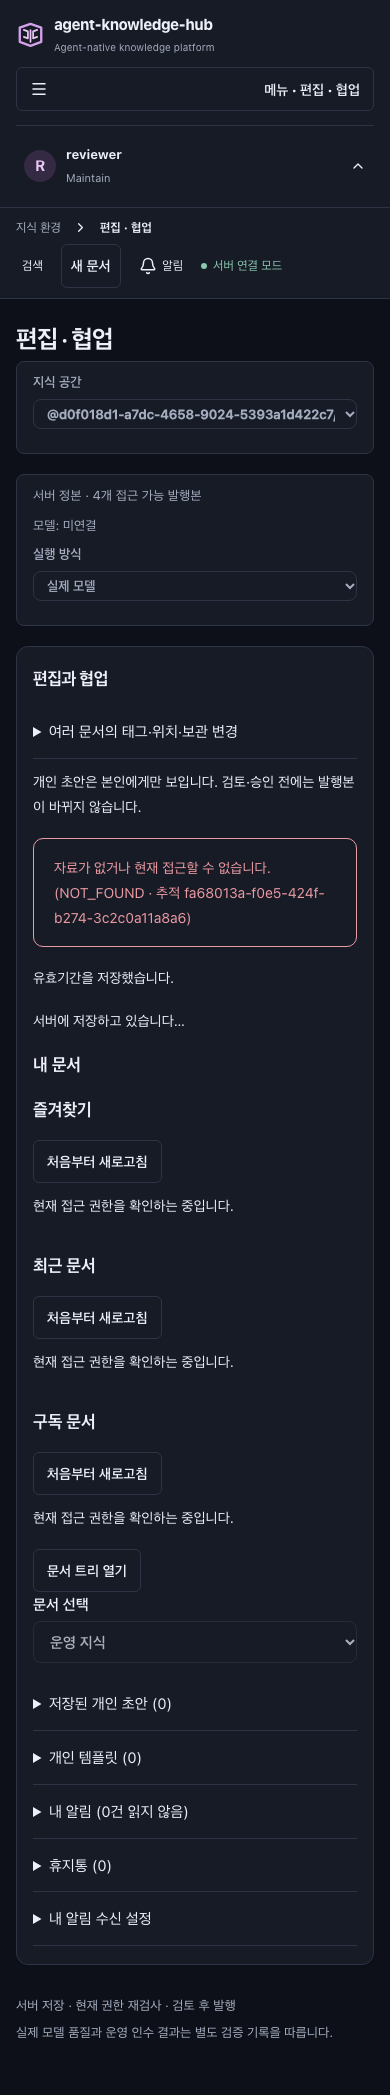 agent-knowledge-hub
Agent-native knowledge platform
메뉴 · 편집 · 협업
R
reviewer
Maintain
지식 환경
편집 · 협업
검색
새 문서
알림
서버 연결 모드
편집 · 협업
지식 공간
@d0f018d1-a7dc-4658-9024-5393a1d422c7/
서버 정본 · 4개 접근 가능 발행본
모델: 미연결
실행 방식
실제 모델
편집과 협업
여러 문서의 태그·위치·보관 변경
개인 초안은 본인에게만 보입니다. 검토·승인 전에는 발행본
이 바뀌지 않습니다.
자료가 없거나 현재 접근할 수 없습니다.
(NOT_FOUND · 추적 fa68013a-f0e5-424f-
b274-3c2c0a11a8a6)
유효기간을 저장했습니다.
서버에 저장하고 있습니다…
내 문서
즐겨찾기
처음부터 새로고침
현재 접근 권한을 확인하는 중입니다.
최근 문서
처음부터 새로고침
현재 접근 권한을 확인하는 중입니다.
구독 문서
처음부터 새로고침
현재 접근 권한을 확인하는 중입니다.
문서 트리 열기
문서 선택
운영 지식
저장된 개인 초안 (0)
개인 템플릿 (0)
내 알림 (0건 읽지 않음)
휴지통 (0)
내 알림 수신 설정
서버 저장 · 현재 권한 재검사 · 검토 후 발행
실제 모델 품질과 운영 인수 결과는 별도 검증 기록을 따릅니다.